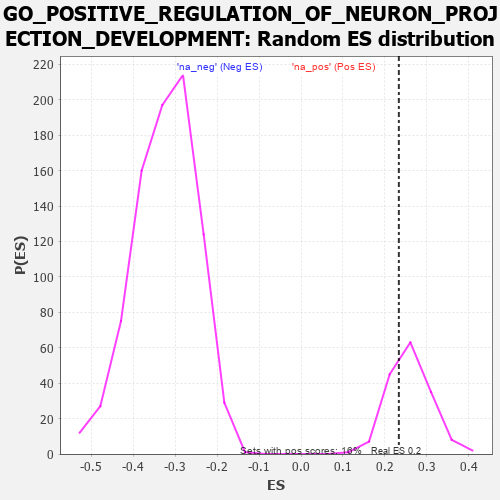 GO_POSITIVE_REGULATION_OF_NEURON_PROJ
ECTION_DEVELOPMENT: Random ES distribution
'na_neg' (Neg ES) 'na_pos' (Pos ES)
220
200
180
160
140
120
100
80
60
40
20
0
P(ES)
Sets with pos scores: 16% Real ES 0.2
-0.5 -0.4 -0.3 -0.2 -0.1 0.0 0.1 0.2 0.3 0.4
ES